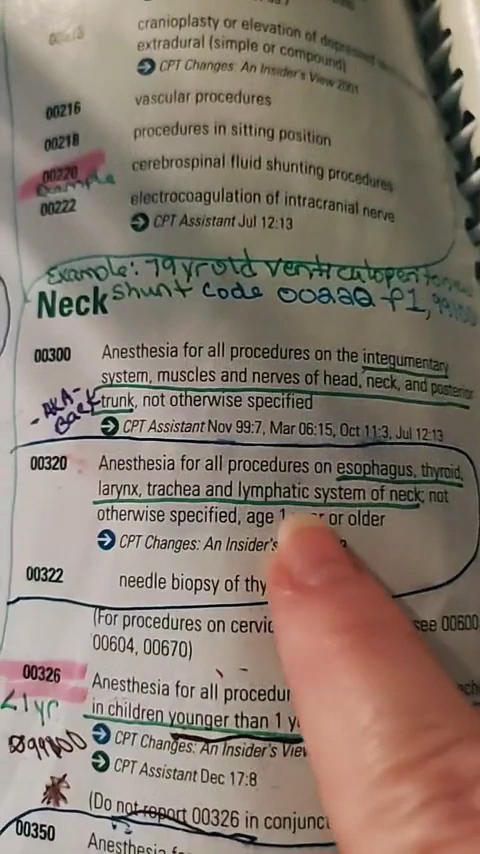 cranioplasty or elevation of depressed
extradural (simple or compound)
CPT Changes: An Insider's View 2001
00216 vascular procedures
00218 procedures in sitting position
00220 cerebrospinal fluid shunting procedures
Example
00222 electrocoagulation of intracranial nerve
CPT Assistant Jul 12:13
Example: 79yr old
Neck Shunt Code 00220 P1,
00300 Anesthesia for all procedures on the integumentary
system, muscles and nerves of head, neck, and posterior
-AKA- Back trunk, not otherwise specified
CPT Assistant Nov 99:7, Mar 06:15, Oct 11:3, Jul 12:13
00320 Anesthesia for all procedures on esophagus, thyroid,
larynx, trachea and lymphatic system of neck; not
otherwise specified, age 1 or older
CPT Changes: An Insider's
00322 needle biopsy of
(For procedures on see 00600
00604, 00670)
00326 Anesthesia for all
<1yr in children younger than 1
CPT Changes: An Insider's View
CPT Assistant Dec 17:8
(Do not report 00326 in
00350